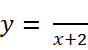 y = /(x+2)